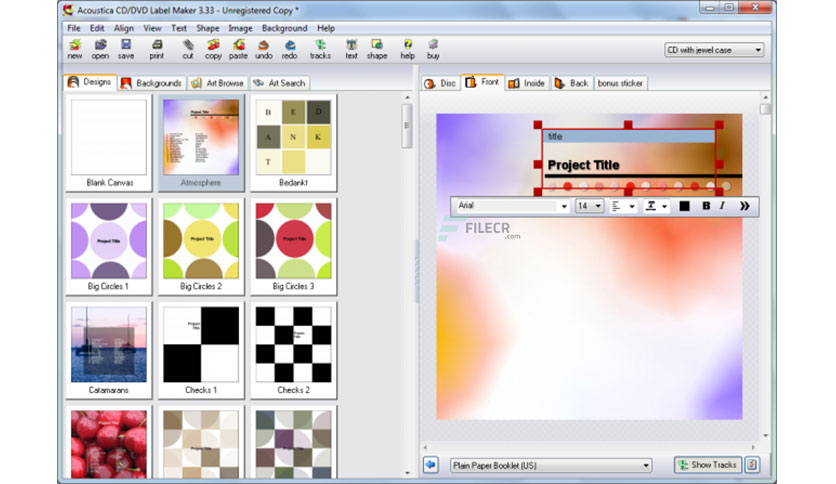 Acoustica CD/DVD Label Maker 3.33 - Unregistered Copy *
File Edit Align View Text Shape Image Background Help
new open save print cut copy paste undo redo tracks text shape help buy
CD with jewel case
Designs Backgrounds Art Browse Art Search
Disc Front Inside Back bonus sticker
B E D
A N K
T
Blank Canvas Atmosphere Bedankt
title
Project Title
Arial 14 T B I
FILECR
.com
Project Title Project Title Project Title
Big Circles 1 Big Circles 2 Big Circles 3
Project
Title
Project
Title
Catamarans Checks 1 Checks 2
Project Title
Project Title
Project Title
Plain Paper Booklet (US) Show Tracks